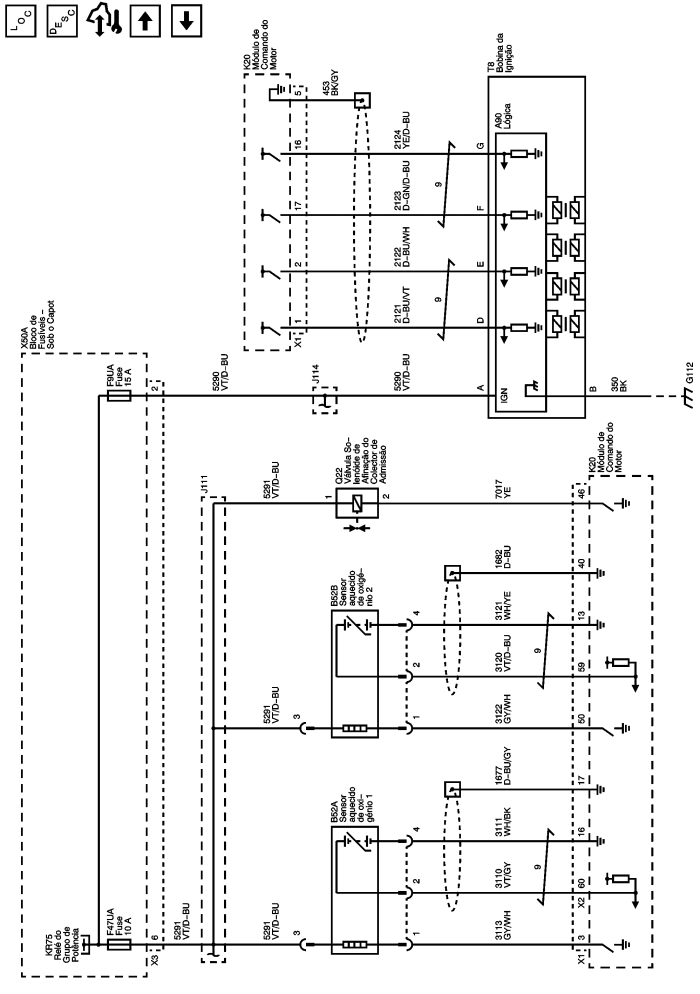 LOC
DESC
K20
Módulo de
Comando do
Motor
X1
1
2
17
16
5
453
BK/GY
2121
D-BU/VT
2122
D-BU/WH
2123
D-GN/D-BU
2124
YE/D-BU
9
9
T8
Bobina da
Ignição
A90
Lógica
D
E
F
G
A
IGN
B
350
BK
G112
X50A
Bloco de
Fusíveis –
Sob o Capot
F9UA
Fuse
15 A
2
5290
VT/D-BU
J114
5290
VT/D-BU
KR75
Relé do
Grupo de
Potência
F47UA
Fuse
10 A
X3
6
5291
VT/D-BU
J111
5291
VT/D-BU
3
B52A
Sensor
aquecido
de oxi-
génio 1
1
2
4
3113
GY/WH
3110
VT/GY
3111
WH/BK
1677
D-BU/GY
9
5291
VT/D-BU
3
B52B
Sensor
aquecido
de oxigé-
nio 2
1
2
4
3122
GY/WH
3120
VT/D-BU
3121
WH/YE
1682
D-BU
9
5291
VT/D-BU
1
Q22
Válvula So-
lenóide de
Afinação do
Colector de
Admissão
2
7017
YE
X1
3
X2
60
16
17
50
59
13
40
46
K20
Módulo de
Comando do
Motor